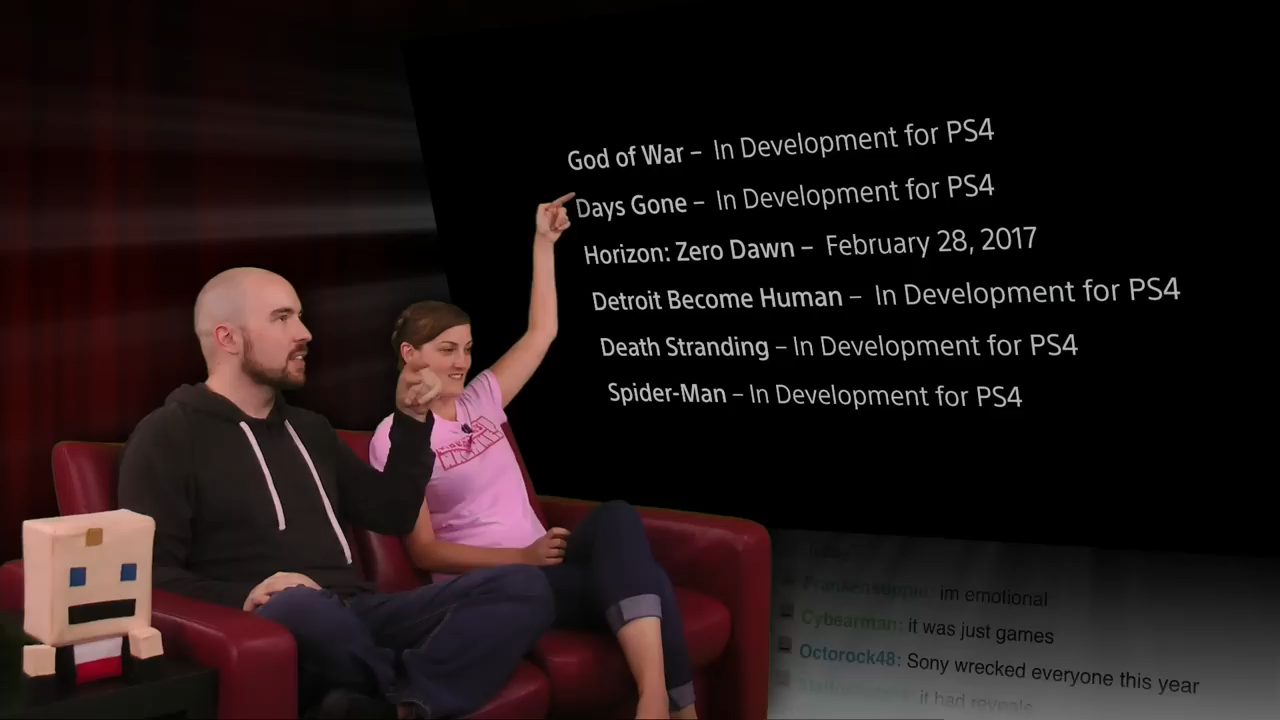 God of War – In Development for PS4
Days Gone – In Development for PS4
Horizon: Zero Dawn – February 28, 2017
Detroit Become Human – In Development for PS4
Death Stranding – In Development for PS4
Spider-Man – In Development for PS4
im emotional
Cybearman: it was just games
Octorock48: Sony wrecked everyone this year
it had reveals